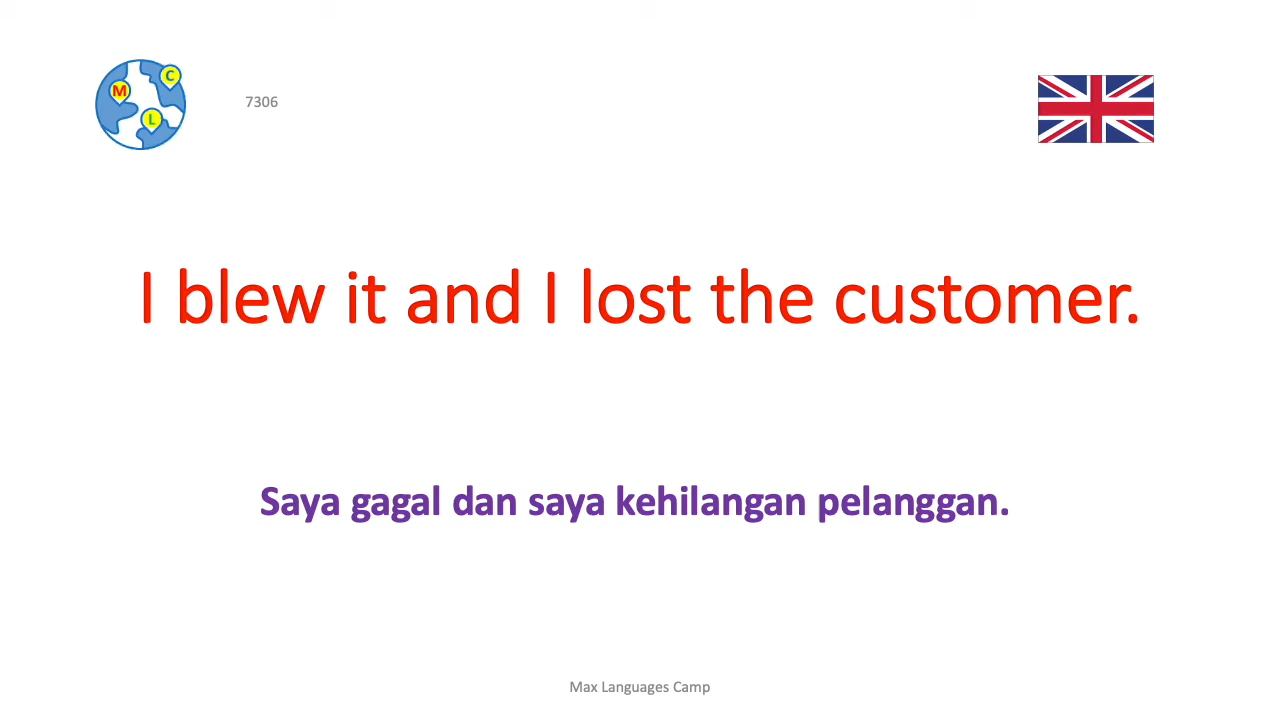 C
M
L
7306
I blew it and I lost the customer.
Saya gagal dan saya kehilangan pelanggan.
Max Languages Camp